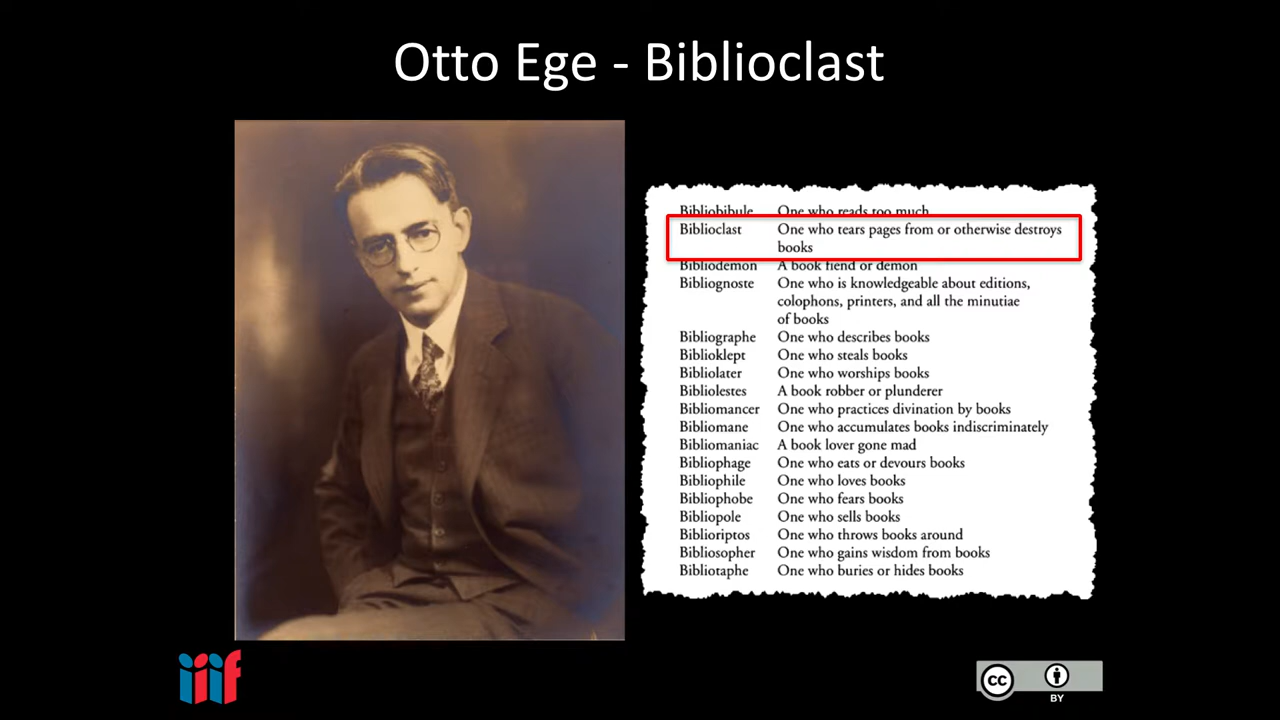 Otto Ege - Biblioclast
Bibliobibule One who reads too much
Biblioclast One who tears pages from or otherwise destroys
books
Bibliodemon A book fiend or demon
Bibliognoste One who is knowledgeable about editions,
colophons, printers, and all the minutiae
of books
Bibliographe One who describes books
Biblioklept One who steals books
Bibliolater One who worships books
Bibliolestes A book robber or plunderer
Bibliomancer One who practices divination by books
Bibliomane One who accumulates books indiscriminately
Bibliomaniac A book lover gone mad
Bibliophage One who eats or devours books
Bibliophile One who loves books
Bibliophobe One who fears books
Bibliopole One who sells books
Biblioriptos One who throws books around
Bibliosopher One who gains wisdom from books
Bibliotaphe One who buries or hides books
iiif
cc
BY